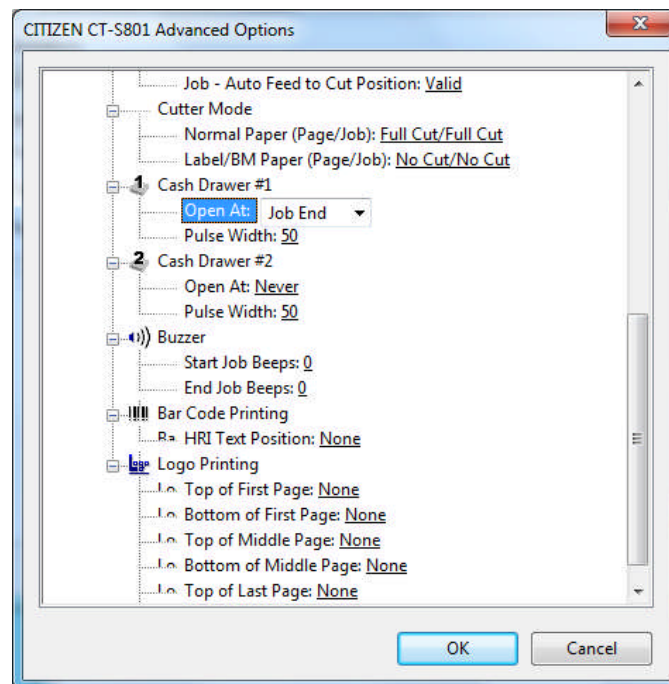 CITIZEN CT-S801 Advanced Options
Job - Auto Feed to Cut Position: Valid
Cutter Mode
Normal Paper (Page/Job): Full Cut/Full Cut
Label/BM Paper (Page/Job): No Cut/No Cut
1 Cash Drawer #1
Open At: Job End
Pulse Width: 50
2 Cash Drawer #2
Open At: Never
Pulse Width: 50
Buzzer
Start Job Beeps: 0
End Job Beeps: 0
Bar Code Printing
HRI Text Position: None
Logo Printing
Top of First Page: None
Bottom of First Page: None
Top of Middle Page: None
Bottom of Middle Page: None
Top of Last Page: None
OK Cancel